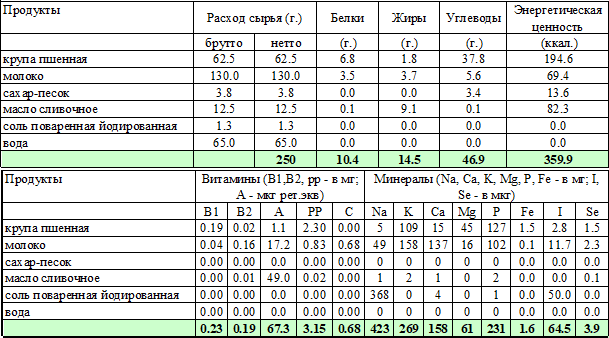 Продукты Расход сырья (г.) Белки Жиры Углеводы Энергетическая ценность
брутто нетто (г.) (г.) (г.) (ккал.)
крупа пшенная 62.5 62.5 6.8 1.8 37.8 194.6
молоко 130.0 130.0 3.5 3.7 5.6 69.4
сахар-песок 3.8 3.8 0.0 0.0 3.4 13.6
масло сливочное 12.5 12.5 0.1 9.1 0.1 82.3
соль поваренная йодированная 1.3 1.3 0.0 0.0 0.0 0.0
вода 65.0 65.0 0.0 0.0 0.0 0.0
250 10.4 14.5 46.9 359.9
Продукты Витамины (B1,B2, pp - в мг; Минералы (Na, Ca, K, Mg, P, Fe - в мг; I,
A - мкг рет.экв) Se - в мкг)
B1 B2 A PP C Na K Ca Mg P Fe I Se
крупа пшенная 0.19 0.02 1.1 2.30 0.00 5 109 15 45 127 1.5 2.8 1.5
молоко 0.04 0.16 17.2 0.83 0.68 49 158 137 16 102 0.1 11.7 2.3
сахар-песок 0.00 0.00 0.0 0.00 0.00 0 0 0 0 0 0.0 0.0 0.0
масло сливочное 0.00 0.01 49.0 0.02 0.00 1 2 1 0 2 0.0 0.0 0.1
соль поваренная йодированная 0.00 0.00 0.0 0.00 0.00 368 0 4 0 1 0.0 50.0 0.0
вода 0.00 0.00 0.0 0.00 0.00 0 0 0 0 0 0.0 0.0 0.0
0.23 0.19 67.3 3.15 0.68 423 269 158 61 231 1.6 64.5 3.9